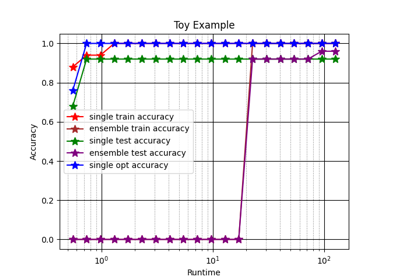 Toy Example
1.0
0.8
0.6
0.4
0.2
0.0
Accuracy
single train accuracy
ensemble train accuracy
single test accuracy
ensemble test accuracy
single opt accuracy
10⁰
10¹
10²
Runtime